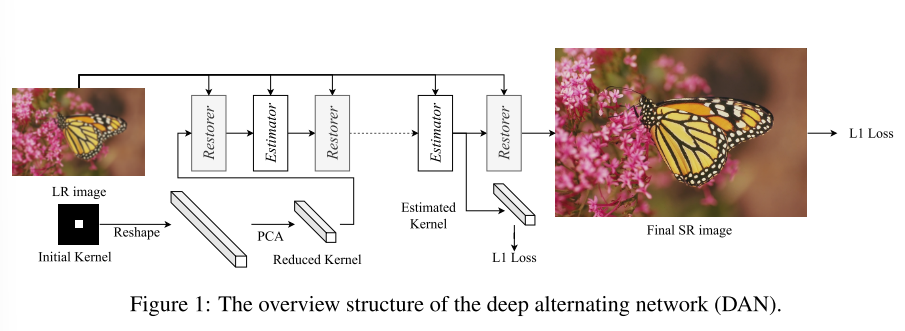 Restorer
Estimator
Restorer
Estimator
Restorer
L1 Loss
LR image
Reshape
PCA
Estimated
Kernel
Initial Kernel
Reduced Kernel
L1 Loss
Final SR image
Figure 1: The overview structure of the deep alternating network (DAN).